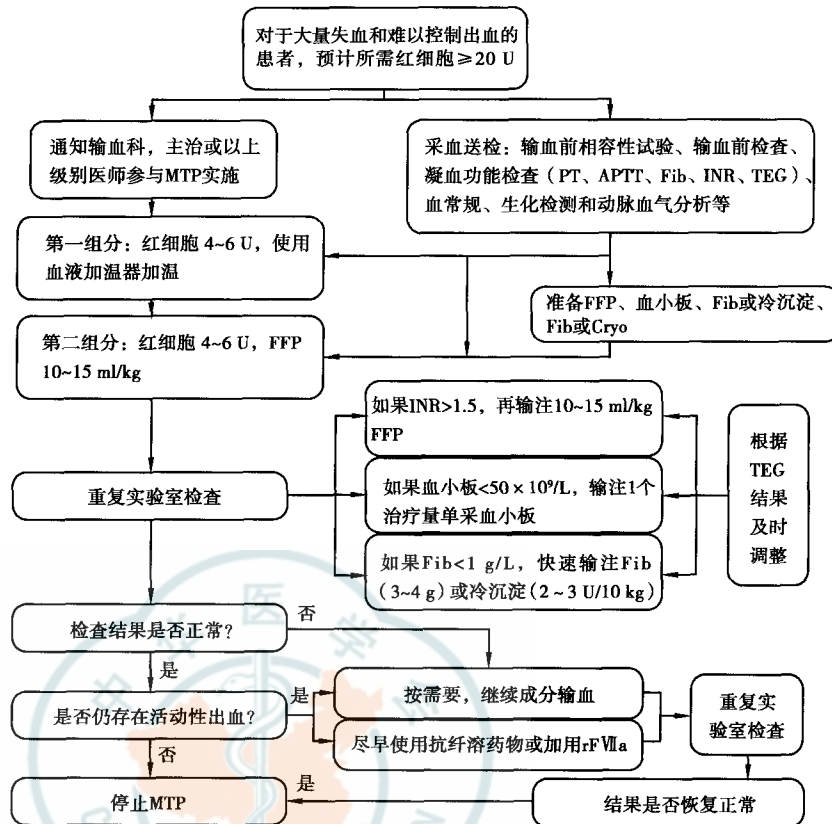 对于大量失血和难以控制出血的
患者，预计所需红细胞≥20 U
通知输血科，主治或以上
级别医师参与MTP实施
采血送检：输血前相容性试验、输血前检查、
凝血功能检查（PT、APTT、Fib、INR、TEG）、
血常规、生化检测和动脉血气分析等
第一组分：红细胞 4~6 U，使用
血液加温器加温
准备FFP、血小板、Fib或冷沉淀、
Fib或Cryo
第二组分：红细胞 4~6 U，FFP
10~15 ml/kg
如果INR>1.5，再输注10~15 ml/kg
FFP
重复实验室检查
如果血小板<50×10⁹/L，输注1个
治疗量单采血小板
如果Fib<1 g/L，快速输注Fib
（3~4 g）或冷沉淀（2～3 U/10 kg）
根据
TEG
结果
及时
调整
检查结果是否正常？
否
是
是否仍存在活动性出血？
是
按需要，继续成分输血
尽早使用抗纤溶药物或加用rFⅦa
重复实
验室检查
否
停止MTP
是
结果是否恢复正常
中华医学会